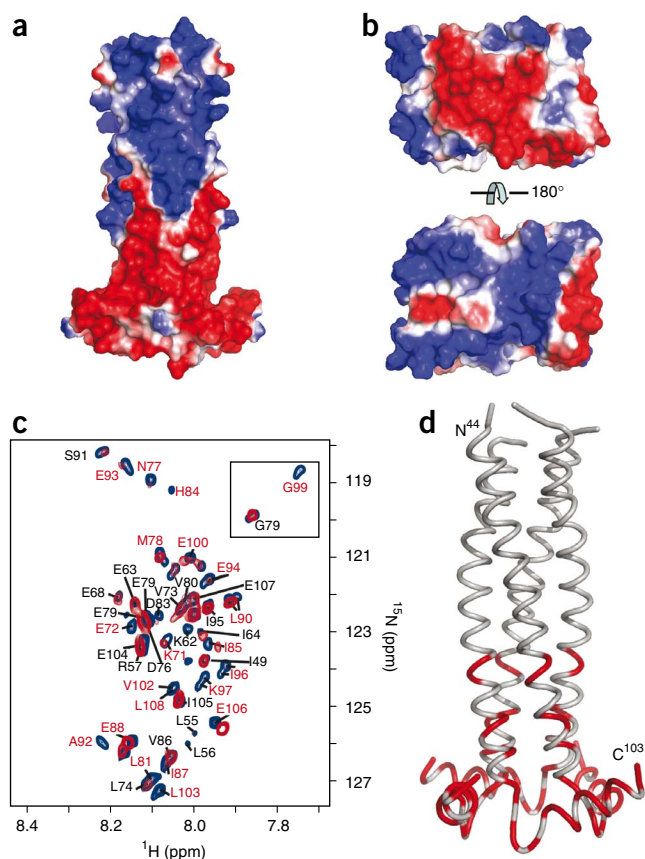 a
b
180°
c
S91
E93
N77
H84
G99
G79
119
M78
E100
121
E63
E79
V73
V80
E94
E107
E68
D83
L90
E79
I95
I64
123
E72
K62
I85
E104
K71
I49
R57
D76
I96
V102
K97
L108
I105
E106
125
L55
E88
V86
L56
A92
L81
I87
L74
L103
127
8.4
8.2
8.0
¹H (ppm)
¹⁵N (ppm)
d
N⁴⁴
C¹⁰³